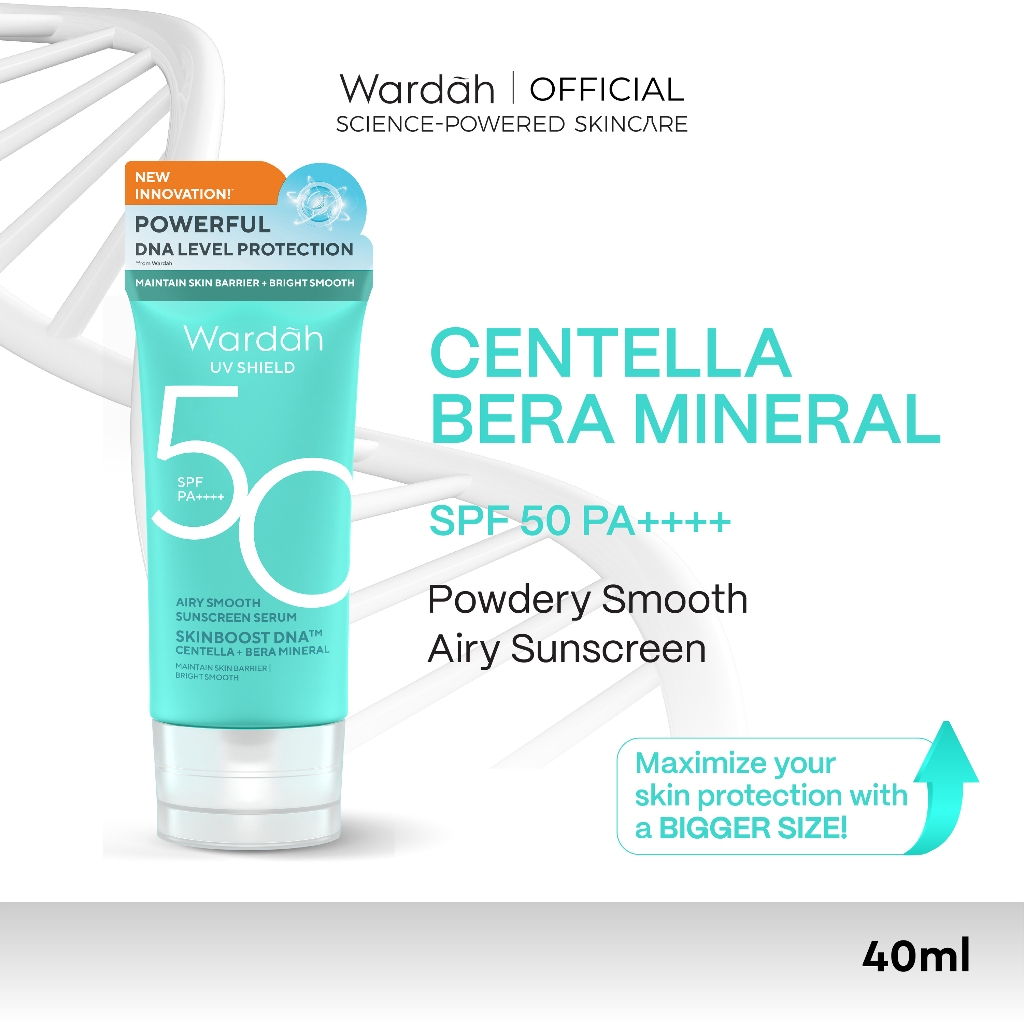 Wardah | OFFICIAL
SCIENCE-POWERED SKINCARE
NEW
INNOVATION!*
POWERFUL
DNA LEVEL PROTECTION
*from Wardah
MAINTAIN SKIN BARRIER + BRIGHT SMOOTH
Wardah
UV SHIELD
50
SPF
PA++++
AIRY SMOOTH
SUNSCREEN SERUM
SKINBOOST DNA™
CENTELLA + BERA MINERAL
MAINTAIN SKIN BARRIER |
BRIGHT SMOOTH
CENTELLA
BERA MINERAL
SPF 50 PA++++
Powdery Smooth
Airy Sunscreen
Maximize your
skin protection with
a BIGGER SIZE!
40ml